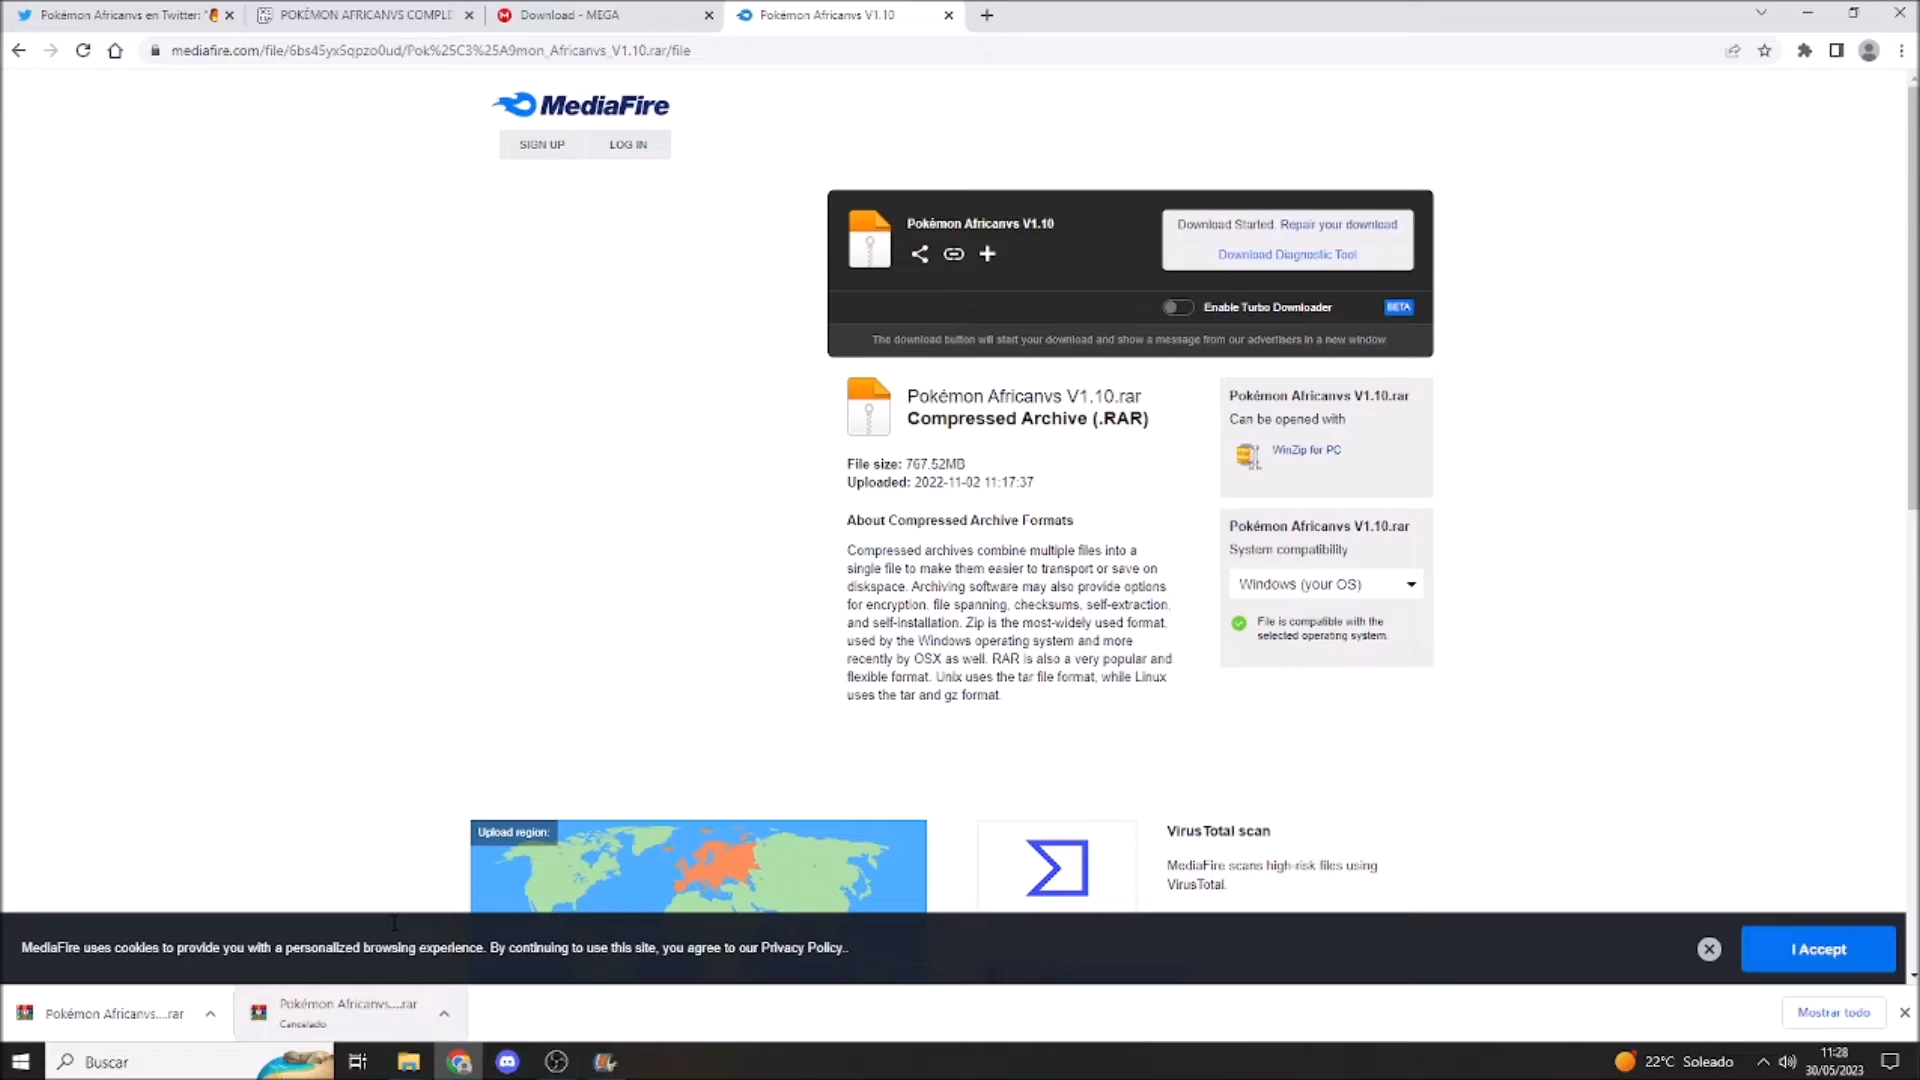 Pokémon Africanvs en Twitter: "
POKÉMON AFRICANVS COMPLE
Download - MEGA
Pokémon Africanvs V1.10
mediafire.com/file/6bs45yx5qpzo0ud/Pok%25C3%25A9mon_Africanvs_V1.10.rar/file
MediaFire
SIGN UP
LOG IN
Pokémon Africanvs V1.10
Download Started. Repair your download
Download Diagnostic Tool
Enable Turbo Downloader
BETA
The download button will start your download and show a message from our advertisers in a new window.
Pokémon Africanvs V1.10.rar
Compressed Archive (.RAR)
File size: 767.52MB
Uploaded: 2022-11-02 11:17:37
About Compressed Archive Formats
Compressed archives combine multiple files into a
single file to make them easier to transport or save on
diskspace. Archiving software may also provide options
for encryption, file spanning, checksums, self-extraction,
and self-installation. Zip is the most-widely used format,
used by the Windows operating system and more
recently by OSX as well. RAR is also a very popular and
flexible format. Unix uses the tar file format, while Linux
uses the tar and gz format.
Pokémon Africanvs V1.10.rar
Can be opened with
WinZip for PC
Pokémon Africanvs V1.10.rar
System compatibility
Windows (your OS)
File is compatible with the
selected operating system.
Upload region:
VirusTotal scan
MediaFire scans high-risk files using
VirusTotal.
MediaFire uses cookies to provide you with a personalized browsing experience. By continuing to use this site, you agree to our Privacy Policy..
I Accept
Pokémon Africanvs....rar
Pokémon Africanvs....rar
Cancelado
Mostrar todo
Buscar
22°C Soleado
11:28
30/05/2023